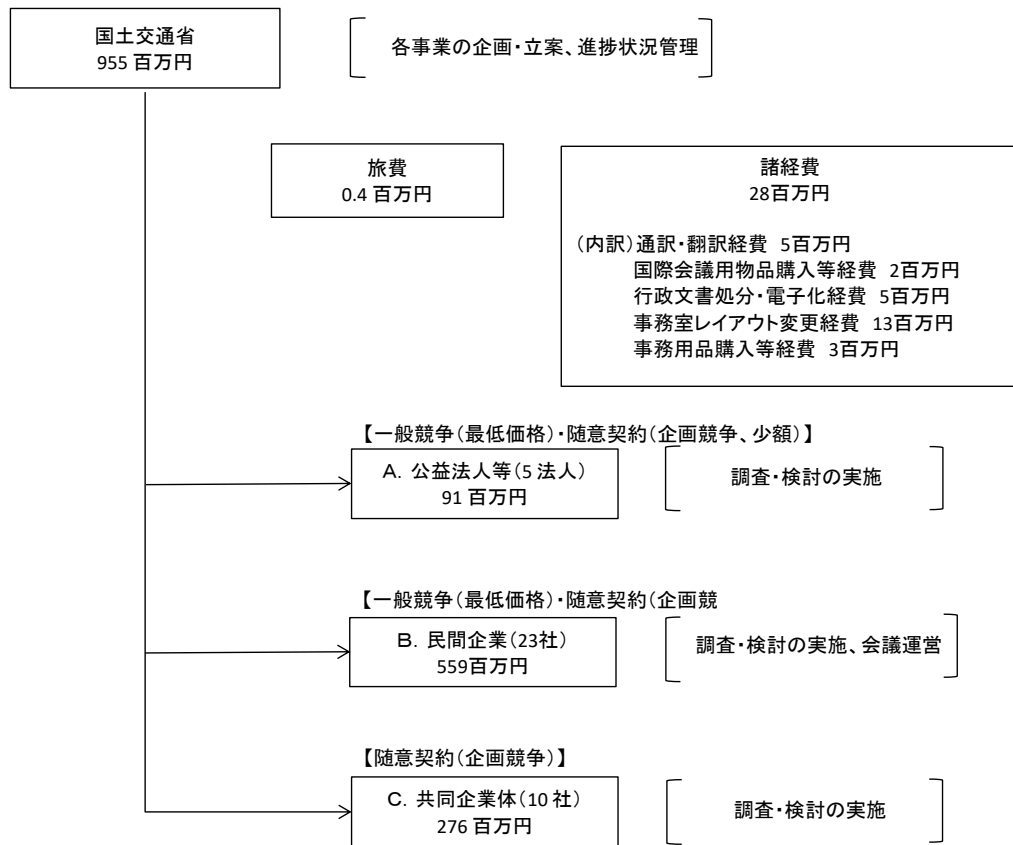 国土交通省
955 百万円
各事業の企画・立案、進捗状況管理
旅費
0.4 百万円
諸経費
28百万円
(内訳)通訳・翻訳経費 5百万円
国際会議用物品購入等経費 2百万円
行政文書処分・電子化経費 5百万円
事務室レイアウト変更経費 13百万円
事務用品購入等経費 3百万円
【一般競争(最低価格)・随意契約(企画競争、少額)】
A. 公益法人等(5 法人)
91 百万円
調査・検討の実施
【一般競争(最低価格)・随意契約(企画競
B. 民間企業(23社)
559百万円
調査・検討の実施、会議運営
【随意契約(企画競争)】
C. 共同企業体(10 社)
276 百万円
調査・検討の実施